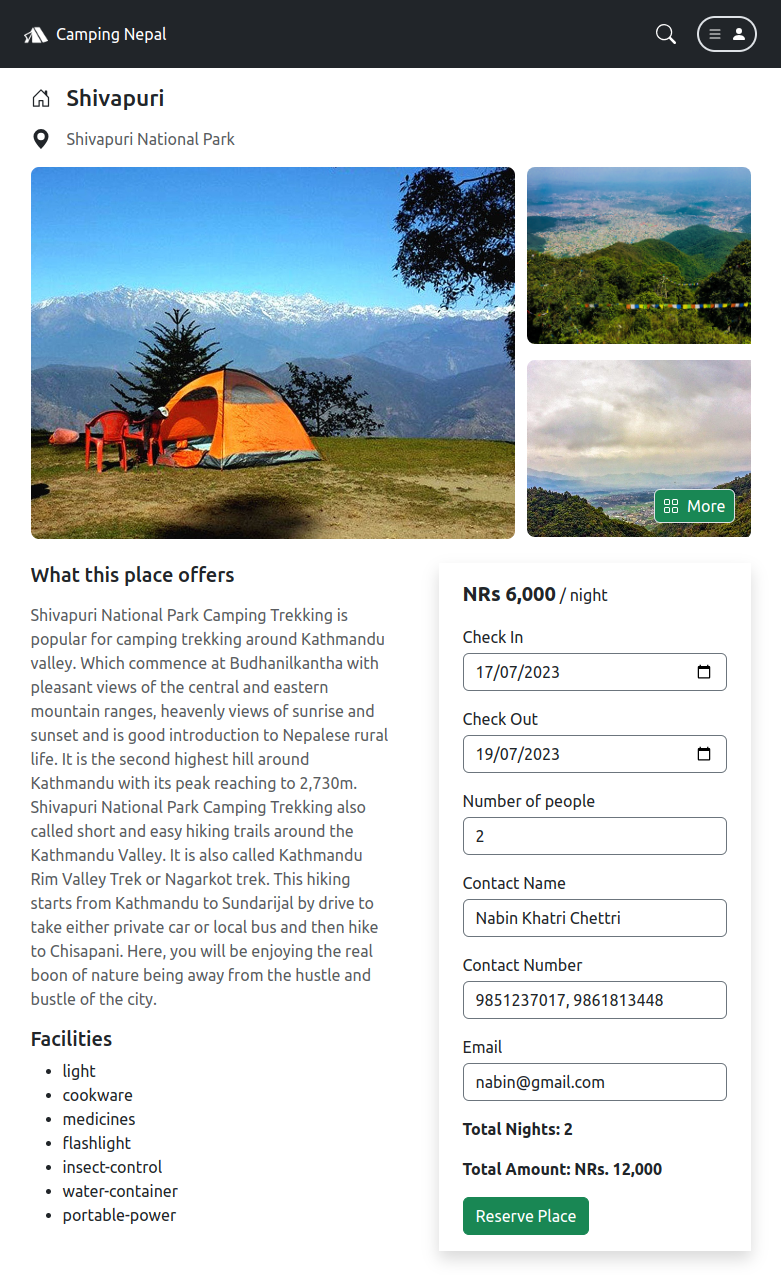 Camping Nepal
Shivapuri
Shivapuri National Park
More
What this place offers
Shivapuri National Park Camping Trekking is
popular for camping trekking around Kathmandu
valley. Which commence at Budhanilkantha with
pleasant views of the central and eastern
mountain ranges, heavenly views of sunrise and
sunset and is good introduction to Nepalese rural
life. It is the second highest hill around
Kathmandu with its peak reaching to 2,730m.
Shivapuri National Park Camping Trekking also
called short and easy hiking trails around the
Kathmandu Valley. It is also called Kathmandu
Rim Valley Trek or Nagarkot trek. This hiking
starts from Kathmandu to Sundarijal by drive to
take either private car or local bus and then hike
to Chisapani. Here, you will be enjoying the real
boon of nature being away from the hustle and
bustle of the city.
Facilities
• light
• cookware
• medicines
• flashlight
• insect-control
• water-container
• portable-power
NRs 6,000 / night
Check In
17/07/2023
Check Out
19/07/2023
Number of people
2
Contact Name
Nabin Khatri Chettri
Contact Number
9851237017, 9861813448
Email
nabin@gmail.com
Total Nights: 2
Total Amount: NRs. 12,000
Reserve Place